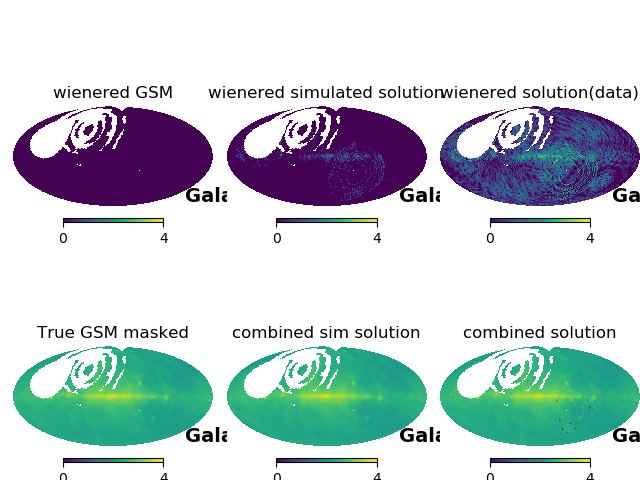 wienered GSM
wienered simulated solution
wienered solution(data)
Gala
Gala
Ga
0 4
0 4
0 4
True GSM masked
combined sim solution
combined solution
Gala
Gala
Ga
0 4
0 4
0 4